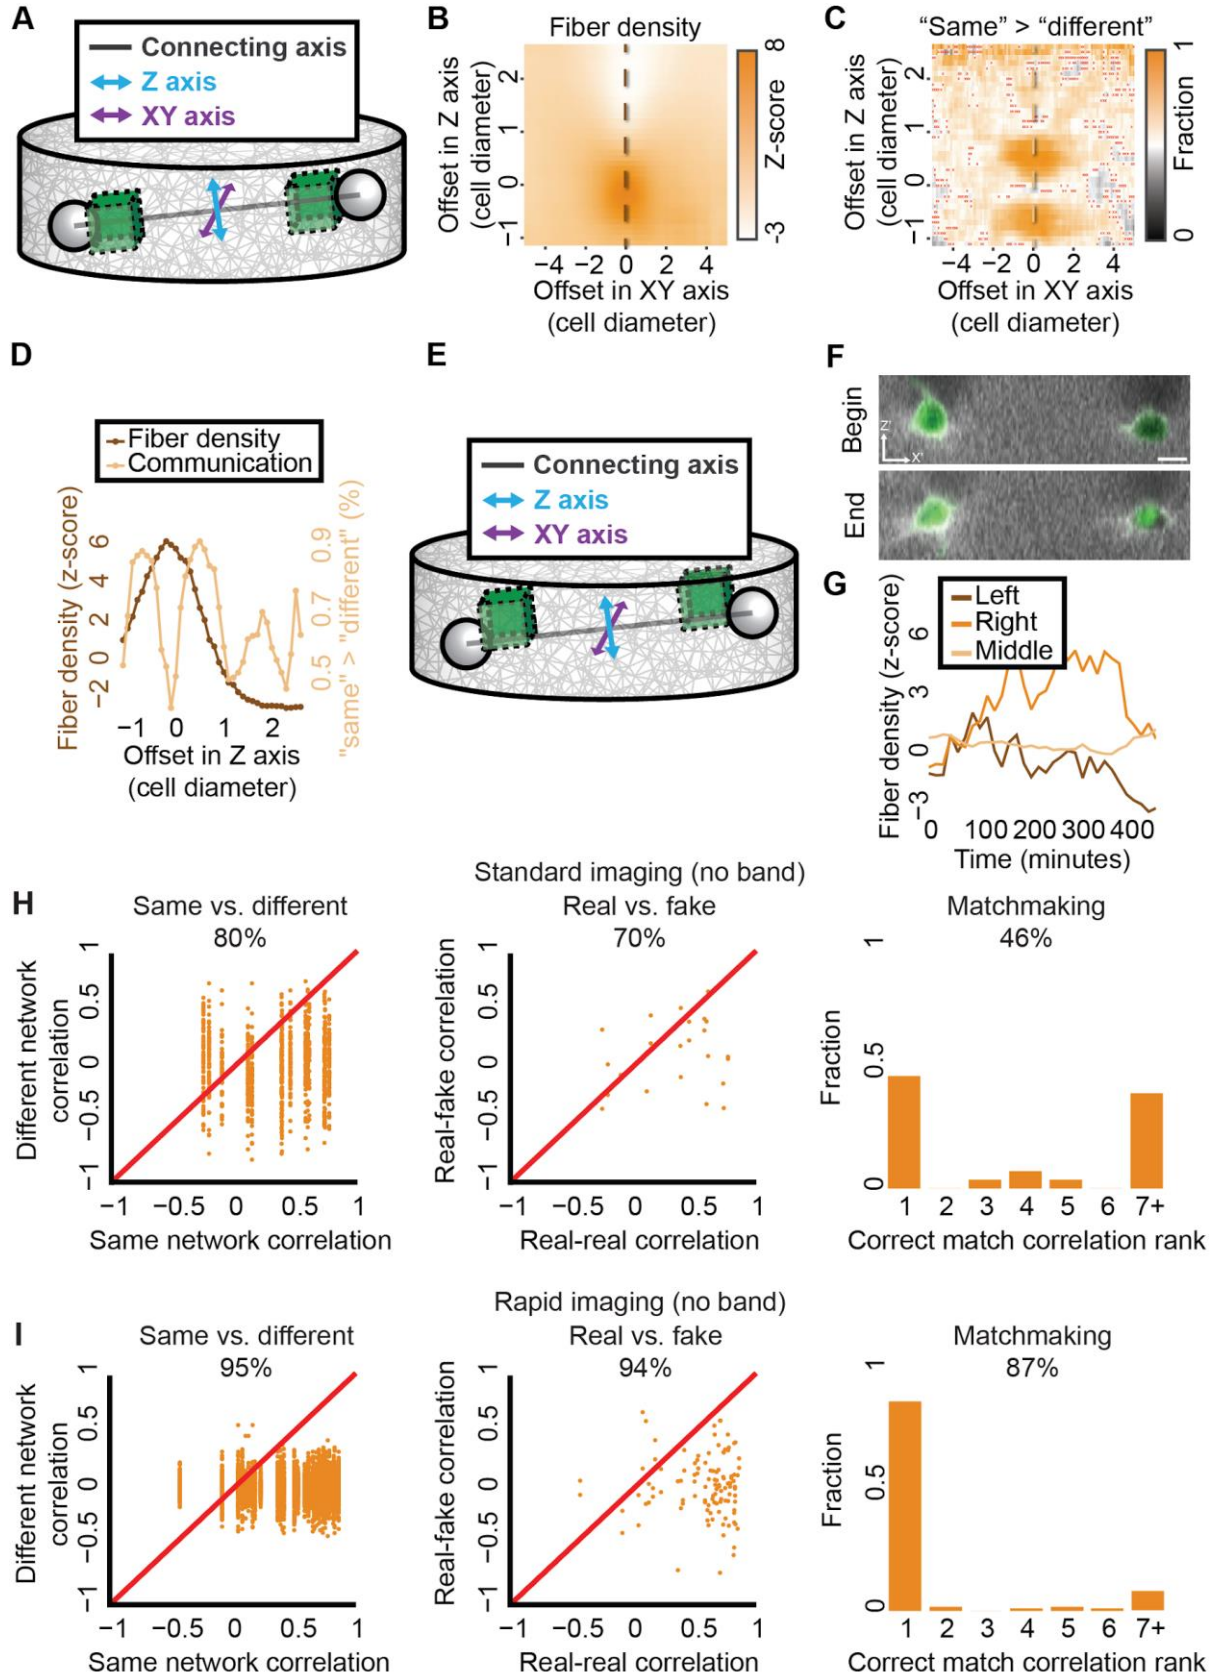 A
Connecting axis
Z axis
XY axis
B
Fiber density
Offset in Z axis
(cell diameter)
2
1
0
−1
−4 −2 0 2 4
Offset in XY axis
(cell diameter)
8
Z-score
−3
C
“Same” > “different”
Offset in Z axis
(cell diameter)
2
1
0
−1
−4 −2 0 2 4
Offset in XY axis
(cell diameter)
1
Fraction
0
D
Fiber density
Communication
Fiber density (z-score)
6
4
2
0
−2
−1 0 1 2
Offset in Z axis
(cell diameter)
0.9
0.7
0.5
"same" > "different" (%)
E
Connecting axis
Z axis
XY axis
F
Begin
Z'
X'
End
G
Left
Right
Middle
Fiber density (z-score)
6
3
0
−3
0 100 200 300 400
Time (minutes)
Standard imaging (no band)
H
Same vs. different
80%
Different network
correlation
1
0.5
0
−0.5
−1
−1 −0.5 0 0.5 1
Same network correlation
Real vs. fake
70%
Real-fake correlation
1
0.5
0
−0.5
−1
−1 −0.5 0 0.5 1
Real-real correlation
Matchmaking
46%
Fraction
1
0.5
0
1 2 3 4 5 6 7+
Correct match correlation rank
Rapid imaging (no band)
I
Same vs. different
95%
Different network
correlation
1
0.5
0
−0.5
−1
−1 −0.5 0 0.5 1
Same network correlation
Real vs. fake
94%
Real-fake correlation
1
0.5
0
−0.5
−1
−1 −0.5 0 0.5 1
Real-real correlation
Matchmaking
87%
Fraction
1
0.5
0
1 2 3 4 5 6 7+
Correct match correlation rank